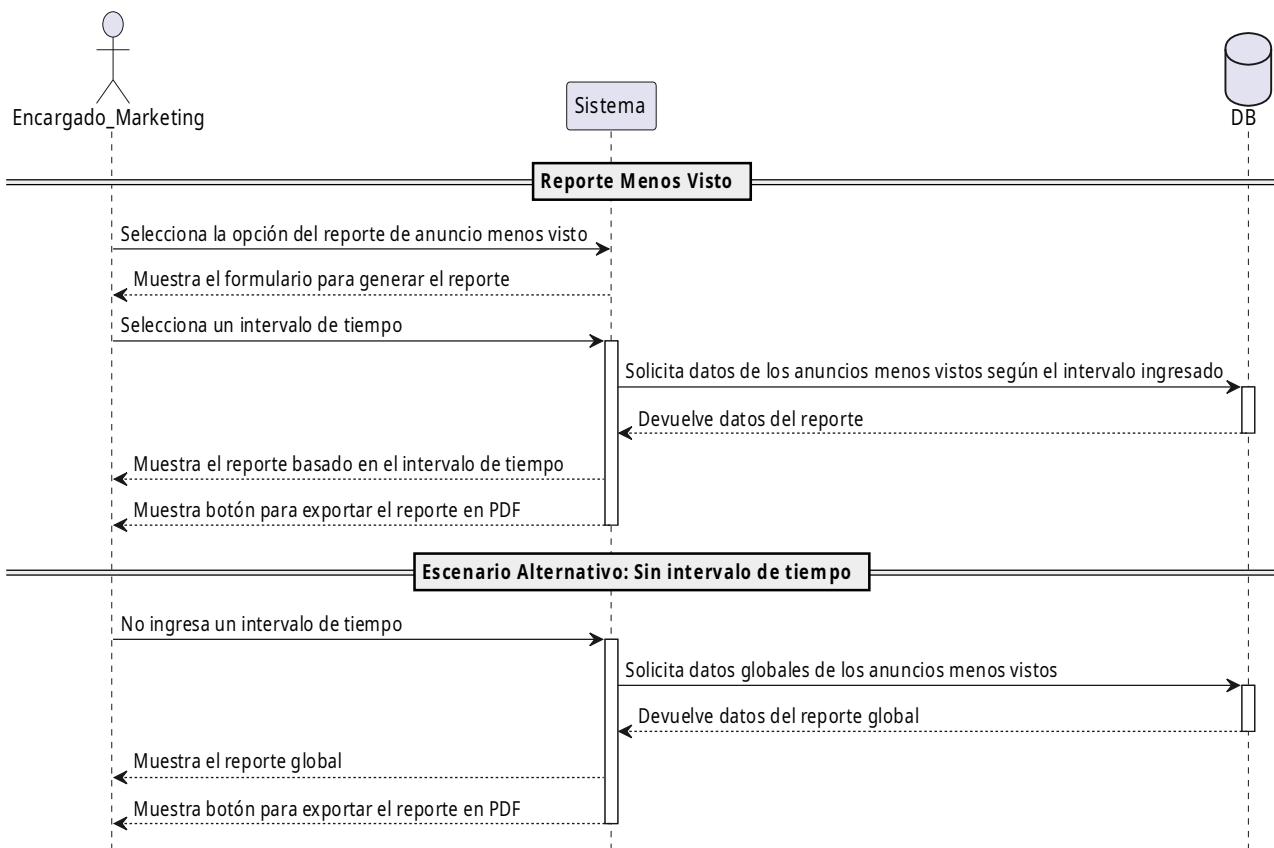 Encargado_Marketing
Sistema
DB
Reporte Menos Visto
Selecciona la opción del reporte de anuncio menos visto
Muestra el formulario para generar el reporte
Selecciona un intervalo de tiempo
Solicita datos de los anuncios menos vistos según el intervalo ingresado
Devuelve datos del reporte
Muestra el reporte basado en el intervalo de tiempo
Muestra botón para exportar el reporte en PDF
Escenario Alternativo: Sin intervalo de tiempo
No ingresa un intervalo de tiempo
Solicita datos globales de los anuncios menos vistos
Devuelve datos del reporte global
Muestra el reporte global
Muestra botón para exportar el reporte en PDF